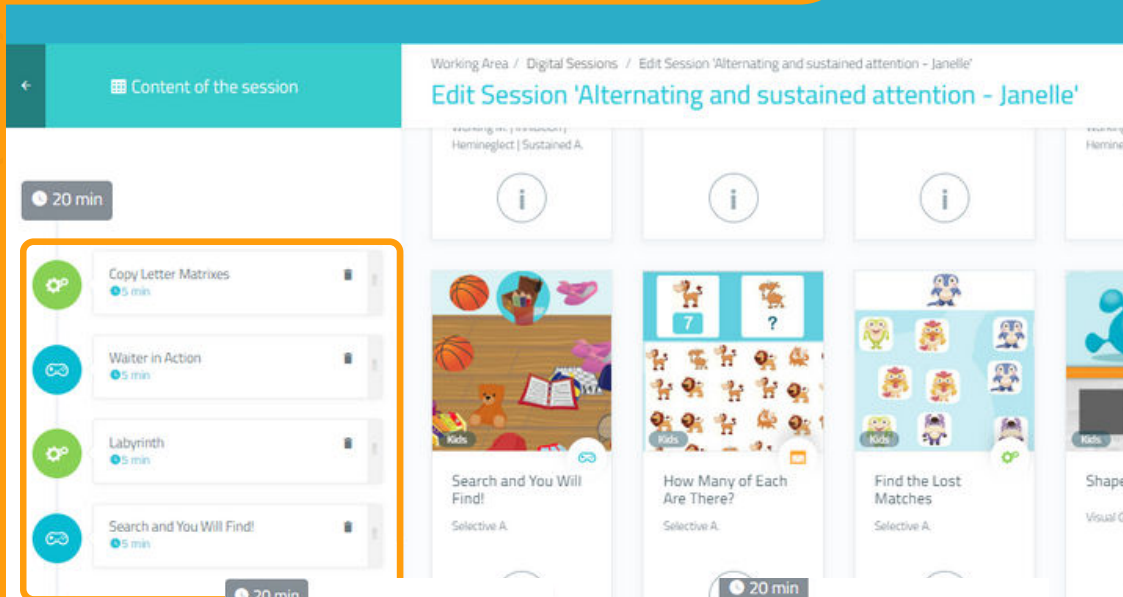 Content of the session
Working Area / Digital Sessions / Edit Session 'Alternating and sustained attention - Janelle'
Edit Session 'Alternating and sustained attention - Janelle'
Hemineglect | Sustained A.
20 min
Copy Letter Matrixes
5 min
Waiter in Action
5 min
Labyrinth
5 min
Search and You Will Find!
5 min
7
?
Kids
Kids
Kids
Kids
Search and You Will
Find!
Selective A.
How Many of Each
Are There?
Selective A.
Find the Lost
Matches
Selective A.
Shape
Visual
20 min
20 min